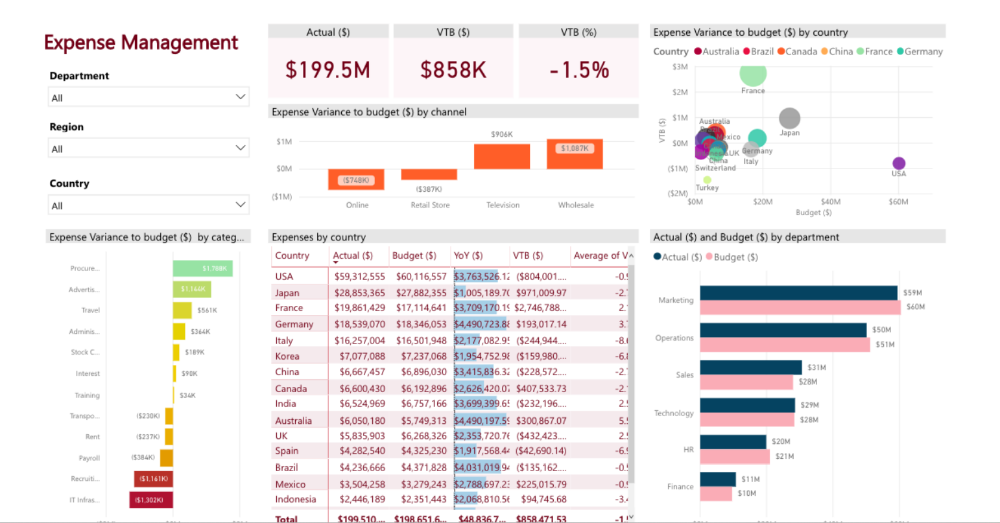 Expense Management
Department
All
Region
All
Country
All
Actual ($)
$199.5M
VTB ($)
$858K
VTB (%)
-1.5%
Expense Variance to budget ($) by channel
$1M
$0M
($1M)
($748K)
($387K)
$906K
$1,087K
Online Retail Store Television Wholesale
Expense Variance to budget ($) by country
Country Australia Brazil Canada China France Germany
VTB ($)
$3M
$2M
$1M
$0M
($1M)
($2M)
France
Japan
Australia
Brazil
Mexico
UK
Germany
China
Italy
Switzerland
USA
Turkey
$0M $20M $40M $60M
Budget ($)
Expense Variance to budget ($) by categ...
Procure... $1,788K
Advertis... $1,144K
Travel $561K
Adminis... $364K
Stock C... $189K
Interest $90K
Training $34K
Transpo... ($230K)
Rent ($237K)
Payroll ($384K)
Recruiti... ($1,161K)
IT Infras... ($1,302K)
Expenses by country
Country Actual ($) Budget ($) YoY ($) VTB ($) Average of V
USA $59,312,555 $60,116,557 $3,763,526.12 ($804,001.... -0.9
Japan $28,853,365 $27,882,355 $1,005,189.70 $971,009.97 -2.
France $19,861,429 $17,114,641 $3,709,170.19 $2,746,788... 2.
Germany $18,539,070 $18,346,053 $4,490,723.88 $193,017.14 3.
Italy $16,257,004 $16,501,948 $2,177,082.95 ($244,944.... -8.
Korea $7,077,088 $7,237,068 $1,954,752.98 ($159,980.... -6.
China $6,667,457 $6,896,030 $3,415,836.32 ($228,572.... -2.
Canada $6,600,430 $6,192,896 $2,626,420.07 $407,533.73 -2.
India $6,524,969 $6,757,166 $3,699,399.65 ($232,196.... 2.
Australia $6,050,180 $5,749,313 $4,490,197.59 $300,867.07 5.
UK $5,835,903 $6,268,326 $2,353,720.76 ($432,423.... 2.
Spain $4,282,540 $4,325,230 $1,917,568.44 ($42,690.14) -6.
Brazil $4,236,666 $4,371,828 $4,031,019.94 ($135,162.... -0.
Mexico $3,504,258 $3,279,243 $2,788,697.23 $225,015.79 -0.
Indonesia $2,446,189 $2,351,443 $2,068,810.56 $94,745.68 -3.
Total $199,510.... $198,651,6... $48,836,7... $858,471.53 -1.
Actual ($) and Budget ($) by department
Actual ($) Budget ($)
Marketing $59M $60M
Operations $50M $51M
Sales $31M $28M
Technology $29M $28M
HR $20M $21M
Finance $11M $10M